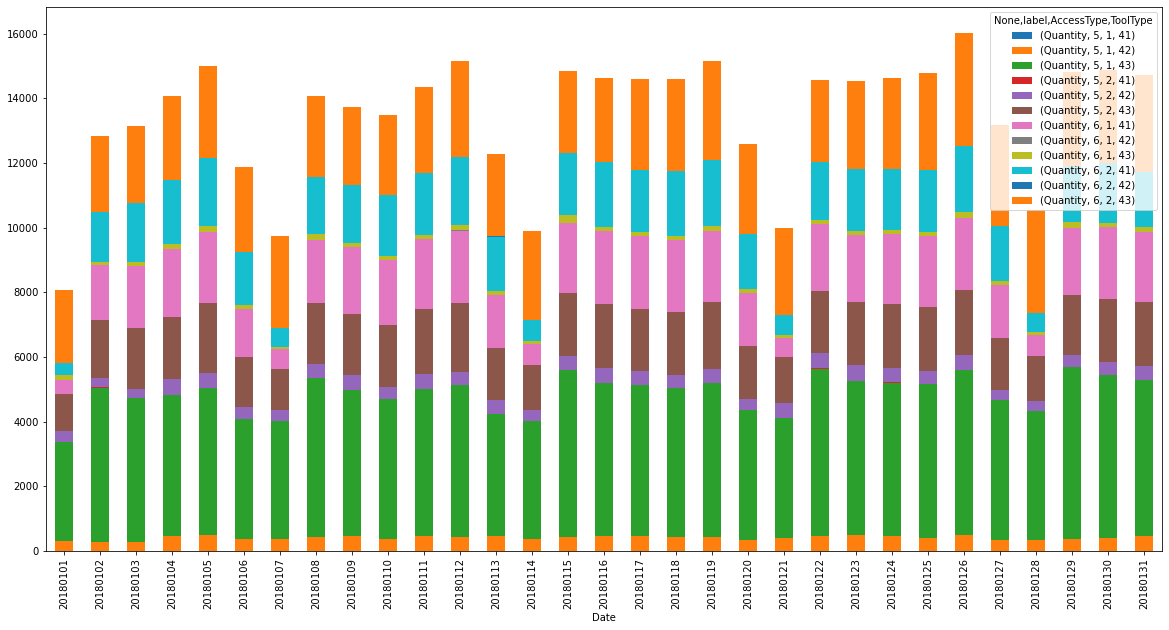 None,label,AccessType,ToolType
(Quantity, 5, 1, 41)
(Quantity, 5, 1, 42)
(Quantity, 5, 1, 43)
(Quantity, 5, 2, 41)
(Quantity, 5, 2, 42)
(Quantity, 5, 2, 43)
(Quantity, 6, 1, 41)
(Quantity, 6, 1, 42)
(Quantity, 6, 1, 43)
(Quantity, 6, 2, 41)
(Quantity, 6, 2, 42)
(Quantity, 6, 2, 43)
16000
14000
12000
10000
8000
6000
4000
2000
0
20180101
20180102
20180103
20180104
20180105
20180106
20180107
20180108
20180109
20180110
20180111
20180112
20180113
20180114
20180115
20180116
20180117
20180118
20180119
20180120
20180121
20180122
20180123
20180124
20180125
20180126
20180127
20180128
20180129
20180130
20180131
Date